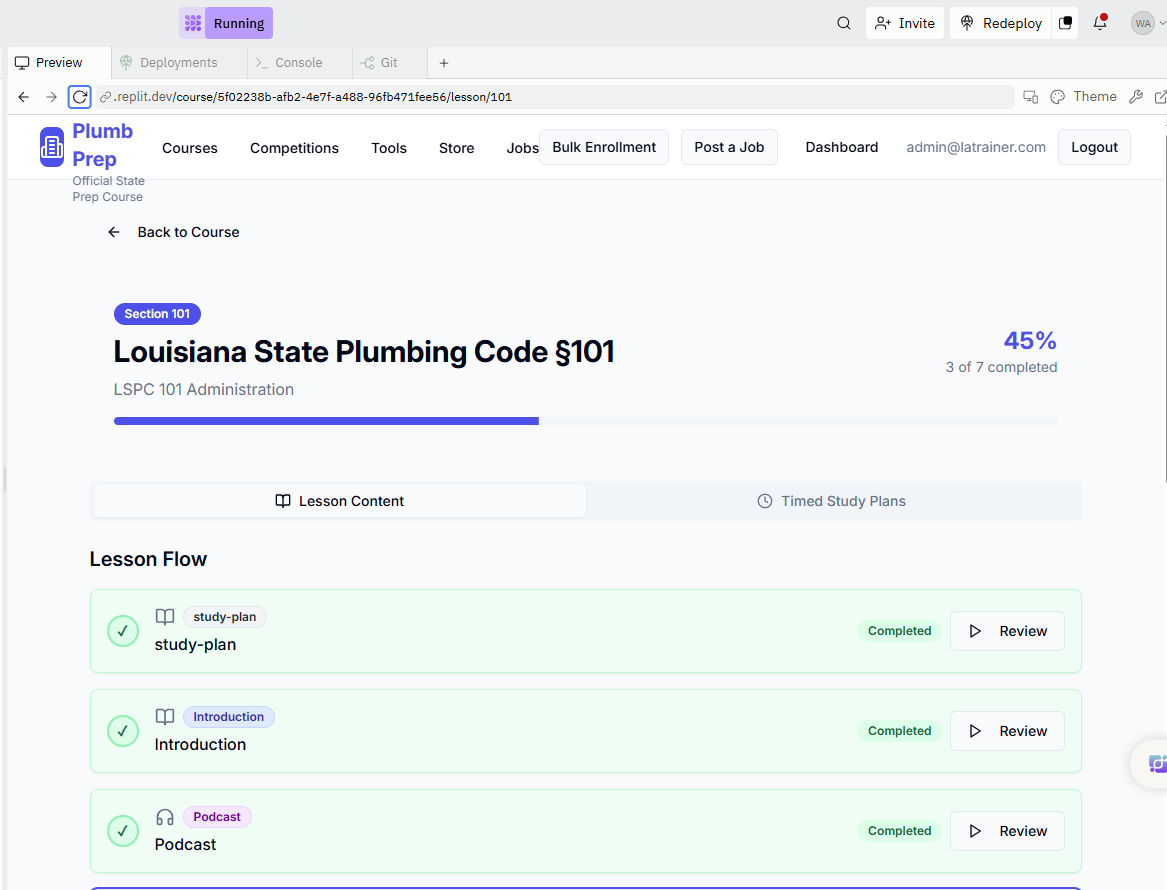 Running
Invite
Redeploy
WA
Preview
Deployments
Console
Git
.replit.dev/course/5f02238b-afb2-4e7f-a488-96fb471fee56/lesson/101
Theme
Plumb Prep
Official State Prep Course
Courses
Competitions
Tools
Store
Jobs
Bulk Enrollment
Post a Job
Dashboard
admin@latrainer.com
Logout
Back to Course
Section 101
Louisiana State Plumbing Code §101
LSPC 101 Administration
45%
3 of 7 completed
Lesson Content
Timed Study Plans
Lesson Flow
study-plan
study-plan
Completed
Review
Introduction
Introduction
Completed
Review
Podcast
Podcast
Completed
Review